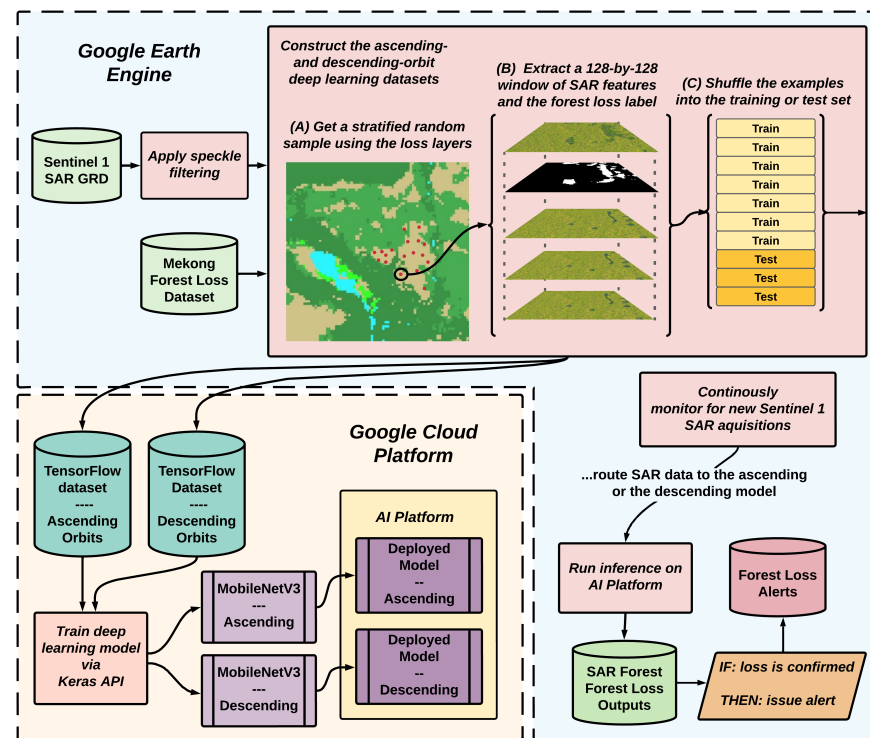 Google Earth
Engine
Construct the ascending-
and descending-orbit
deep learning datasets
(A) Get a stratified random
sample using the loss layers
(B) Extract a 128-by-128
window of SAR features
and the forest loss label
(C) Shuffle the examples
into the training or test set
Sentinel 1
SAR GRD
Apply speckle
filtering
Mekong
Forest Loss
Dataset
Train
Train
Train
Train
Train
Train
Train
Test
Test
Test
Google Cloud
Platform
TensorFlow
dataset
----
Ascending
Orbits
TensorFlow
Dataset
----
Descending
Orbits
Train deep
learning model
via
Keras API
MobileNetV3
---
Ascending
MobileNetV3
---
Descending
AI Platform
Deployed
Model
--
Ascending
Deployed
Model
--
Descending
Continously
monitor for new Sentinel 1
SAR aquisitions
...route SAR data to the ascending
or the descending model
Run inference on
AI Platform
SAR Forest
Forest Loss
Outputs
IF: loss is confirmed
THEN: issue alert
Forest Loss
Alerts